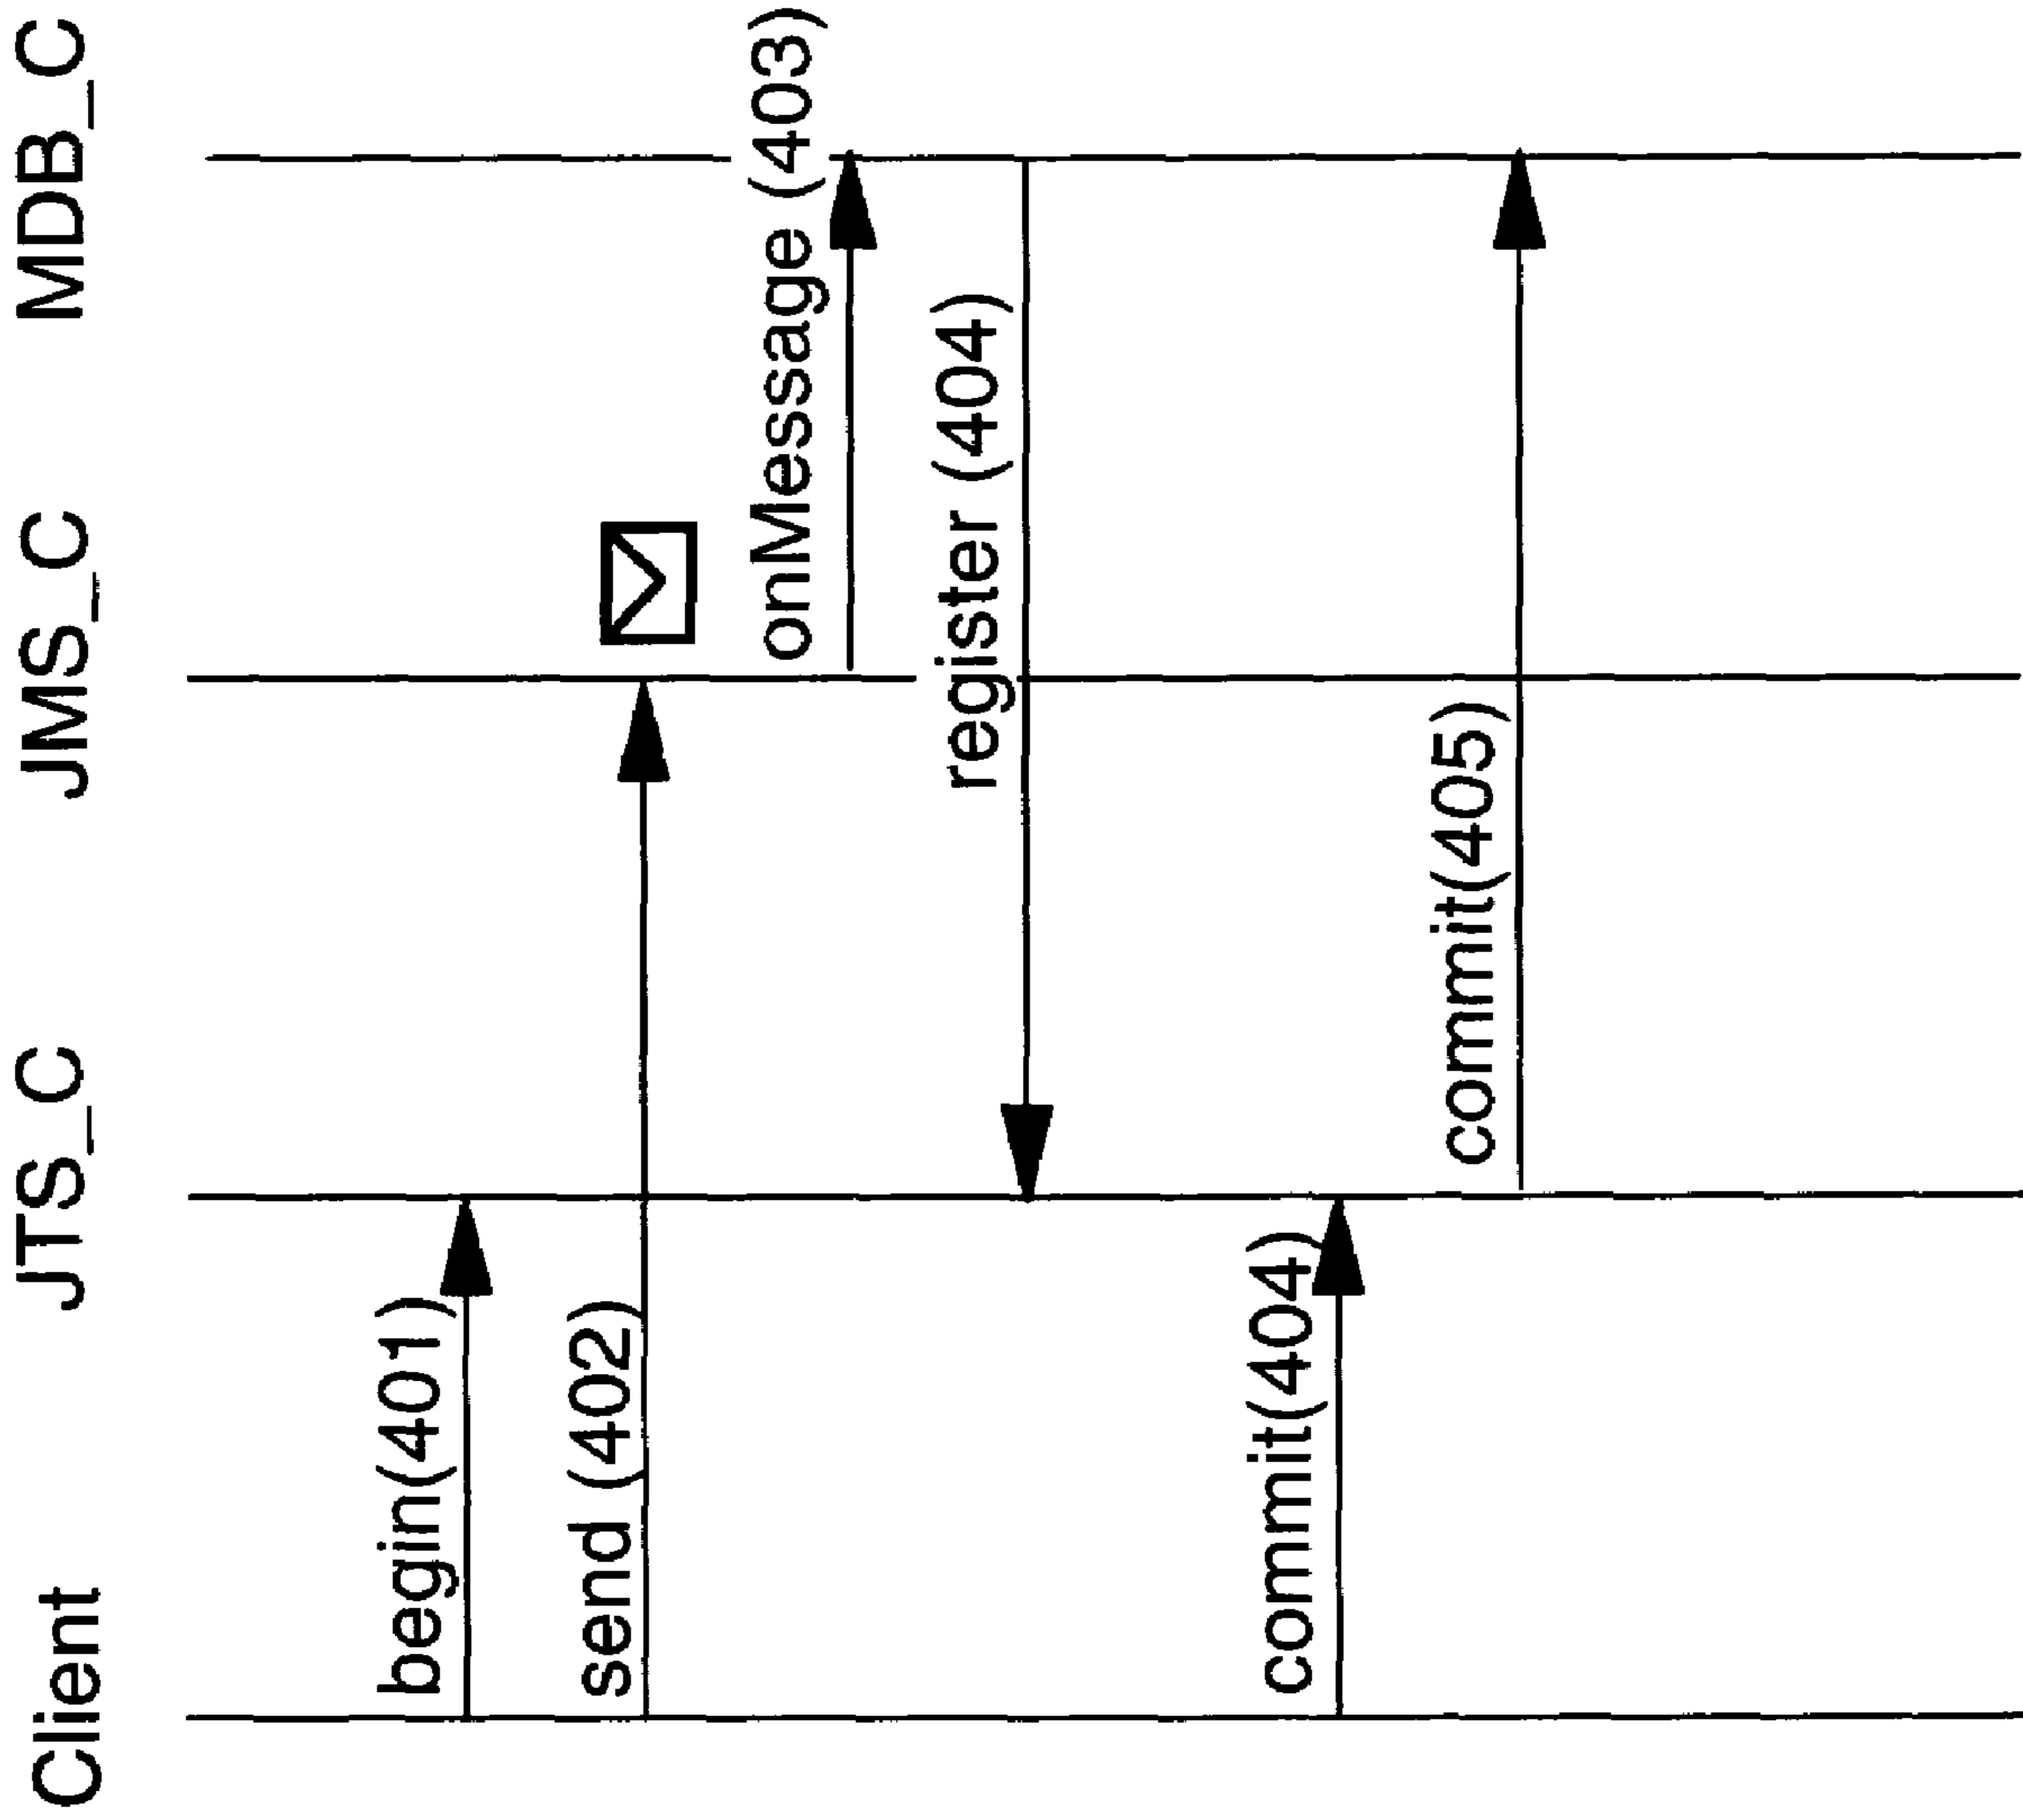 Client
JTS_C
JMS_C
MDB_C
begin(401)
send (402)
onMessage (403)
register (404)
commit(404)
commit(405)